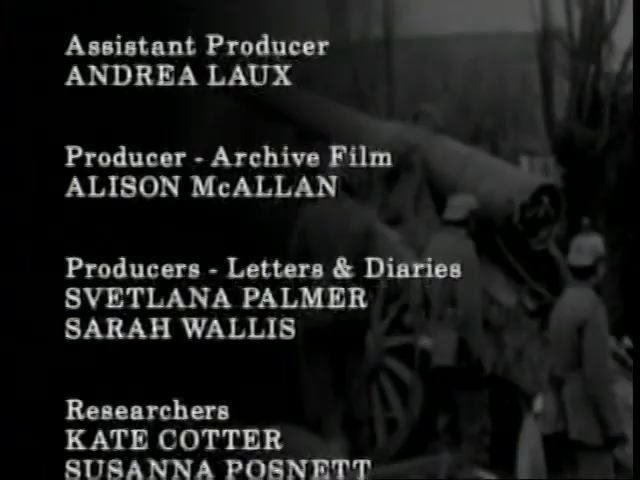 Assistant Producer
ANDREA LAUX
Producer - Archive Film
ALISON McALLAN
Producers - Letters & Diaries
SVETLANA PALMER
SARAH WALLIS
Researchers
KATE COTTER
SUSANNA POSNETT